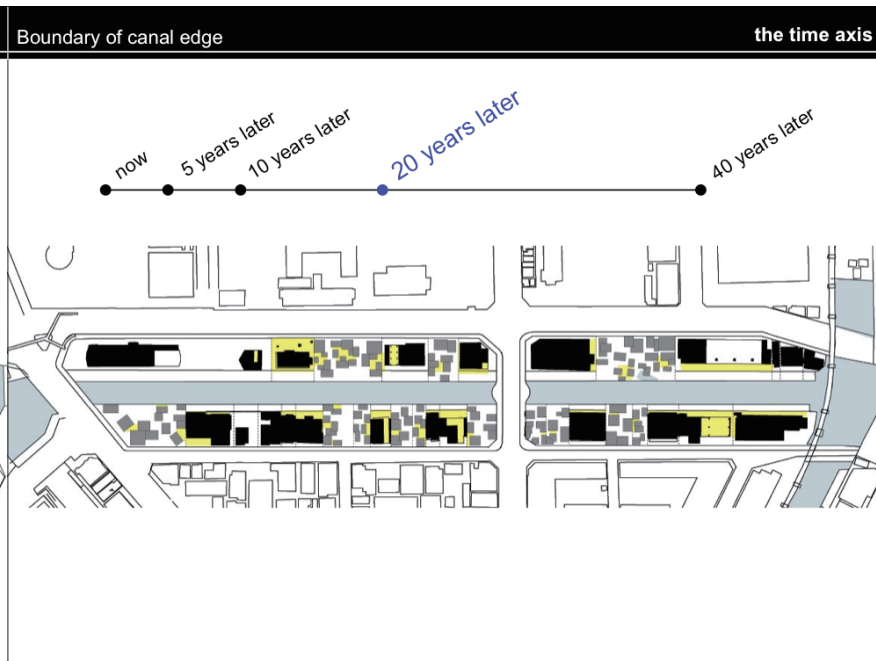 Boundary of canal edge
the time axis
now
5 years later
10 years later
20 years later
40 years later